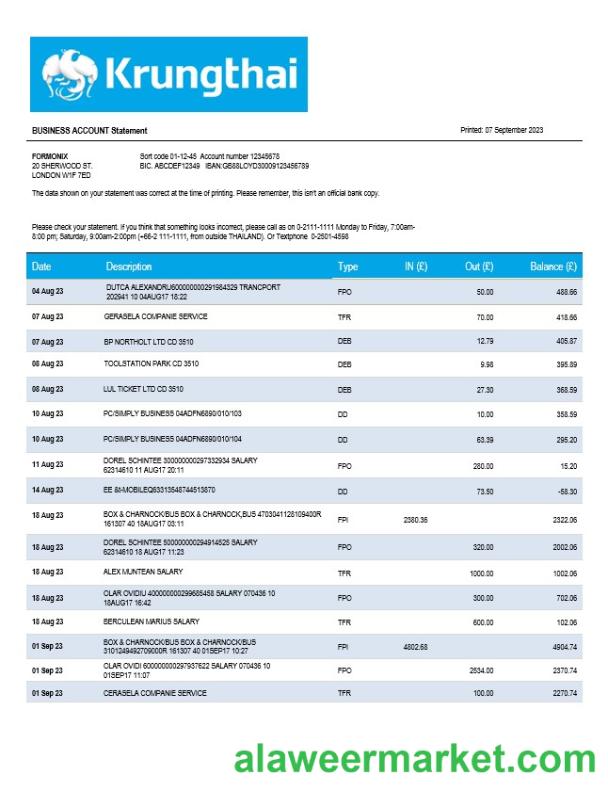 Krungthai
BUSINESS ACCOUNT Statement Printed: 07 September 2023
FORMONIX Sort code 01-12-45 Account number 12345678
20 SHERWOOD ST. BIC. ABCDEF12349 IBAN:GB88LOYD30009123456789
LONDON W1F 7ED
The data shown on your statement was correct at the time of printing. Please remember, this isn't an official bank copy.
Please check your statement. If you think that something looks incorrect, please call as on 0-2111-1111 Monday to Friday, 7:00am-
8:00 pm; Saturday, 9:00am-2:00pm (+66-2 111-1111, from outside THAILAND). Or Textphone 0-2501-4598
Date Description Type IN (£) Out (£) Balance (£)
04 Aug 23 DUTCA ALEXANDRU600000000291984329 TRANCPORT FPO 50.00 488.66
202941 10 04AUG17 18:22
07 Aug 23 GERASELA COMPANIE SERVICE TFR 70.00 418.66
07 Aug 23 BP NORTHOLT LTD CD 3510 DEB 12.79 405.87
08 Aug 23 TOOLSTATION PARK CD 3510 DEB 9.98 395.89
08 Aug 23 LUL TICKET LTD CD 3510 DEB 27.30 368.59
10 Aug 23 PC/SIMPLY BUSINESS 04ADFN6890/010/103 DD 10.00 358.59
10 Aug 23 PC/SIMPLY BUSINESS 04ADFN6890/010/104 DD 63.39 295.20
11 Aug 23 DOREL SCHINTEE 300000000297332934 SALARY FPO 280.00 15.20
62314610 11 AUG17 20:11
14 Aug 23 EE &t-MOBILEQ53313548744513870 DD 73.50 -58.30
18 Aug 23 BOX & CHARNOCK/BUS BOX & CHARNOCK,BUS 4703041128109400R FPI 2380.36 2322.06
161307 40 18AUG17 03:11
18 Aug 23 DOREL SCHINTEE 500000000294914525 SALARY FPO 320.00 2002.06
62314610 18 AUG17 11:23
18 Aug 23 ALEX MUNTEAN SALARY TFR 1000.00 1002.06
18 Aug 23 OLAR OVIDIU 400000000299685458 SALARY 070436 10 FPO 300.00 702.06
18AUG17 16:42
18 Aug 23 BERCULEAN MARIUS SALARY TFR 600.00 102.06
01 Sep 23 BOX & CHARNOCK/BUS BOX & CHARNOCK/BUS FPI 4802.68 4904.74
3101249492709000R 161307 40 01SEP17 10:27
01 Sep 23 OLAR OVIDI 600000000297937622 SALARY 070436 10 FPO 2534.00 2370.74
01SEP17 11:07
01 Sep 23 CERASELA COMPANIE SERVICE TFR 100.00 2270.74
alaweermarket.com